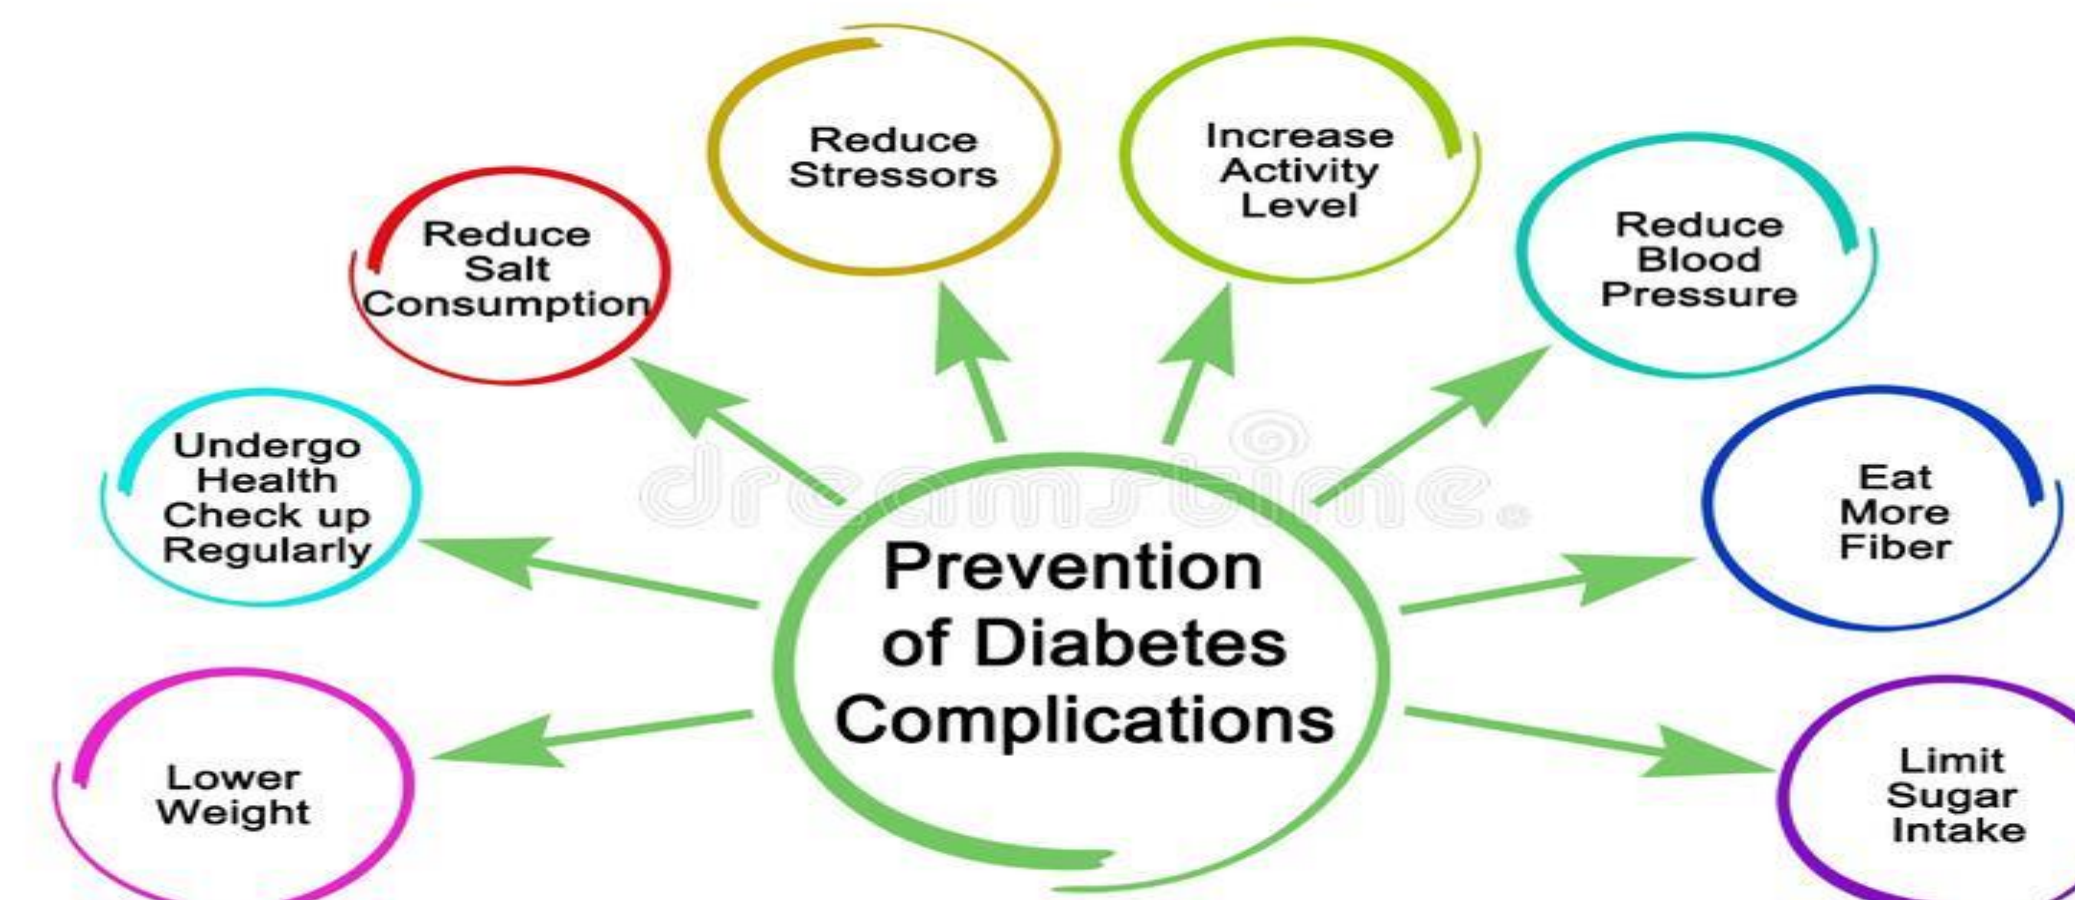 Reduce
Stressors
Increase
Activity
Level
Reduce
Salt
Consumption
Reduce
Blood
Pressure
Undergo
Health
Check up
Regularly
Eat
More
Fiber
dreamstime.
Prevention
of Diabetes
Complications
Lower
Weight
Limit
Sugar
Intake